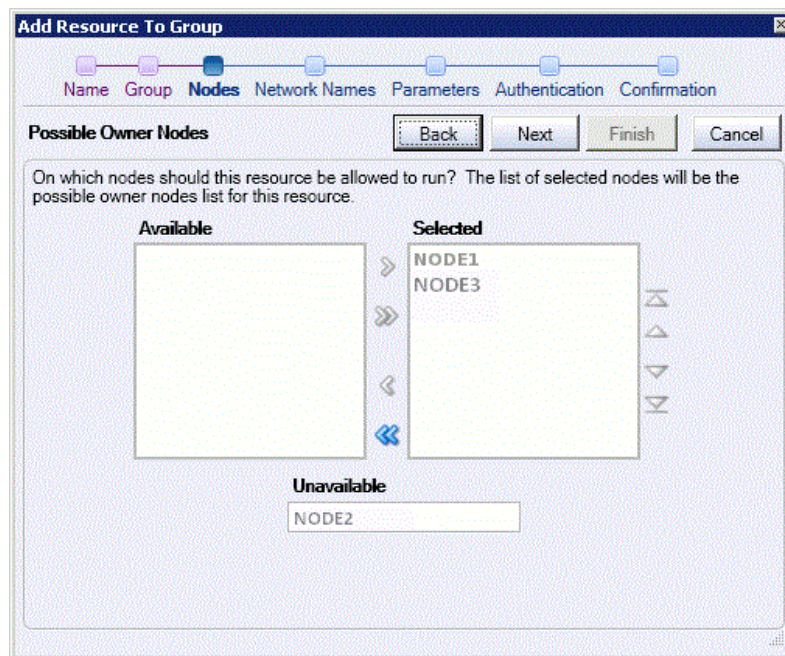 Add Resource To Group
Name Group Nodes Network Names Parameters Authentication Confirmation
Possible Owner Nodes Back Next Finish Cancel
On which nodes should this resource be allowed to run? The list of selected nodes will be the
possible owner nodes list for this resource.
Available Selected
NODE1
NODE3
Unavailable
NODE2